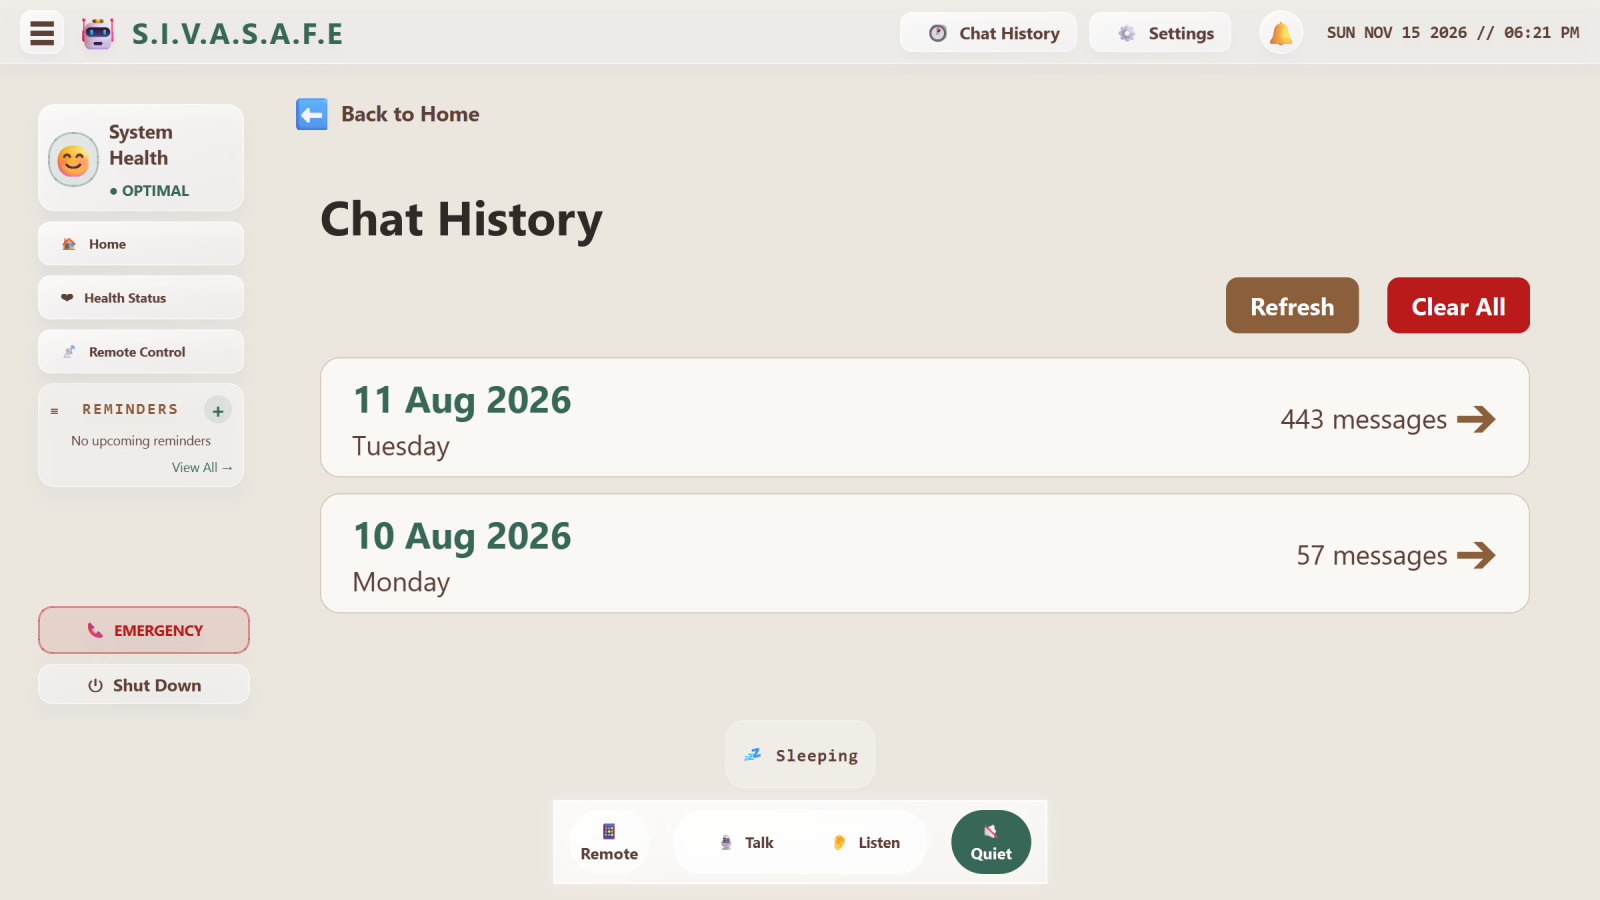 S.I.V.A.S.A.F.E
Chat History
Settings
SUN NOV 15 2026 // 06:21 PM
System
Health
● OPTIMAL
Home
Health Status
Remote Control
≡ REMINDERS +
No upcoming reminders
View All →
EMERGENCY
Shut Down
Back to Home
Chat History
Refresh
Clear All
11 Aug 2026
Tuesday
443 messages
10 Aug 2026
Monday
57 messages
Sleeping
Remote
Talk
Listen
Quiet